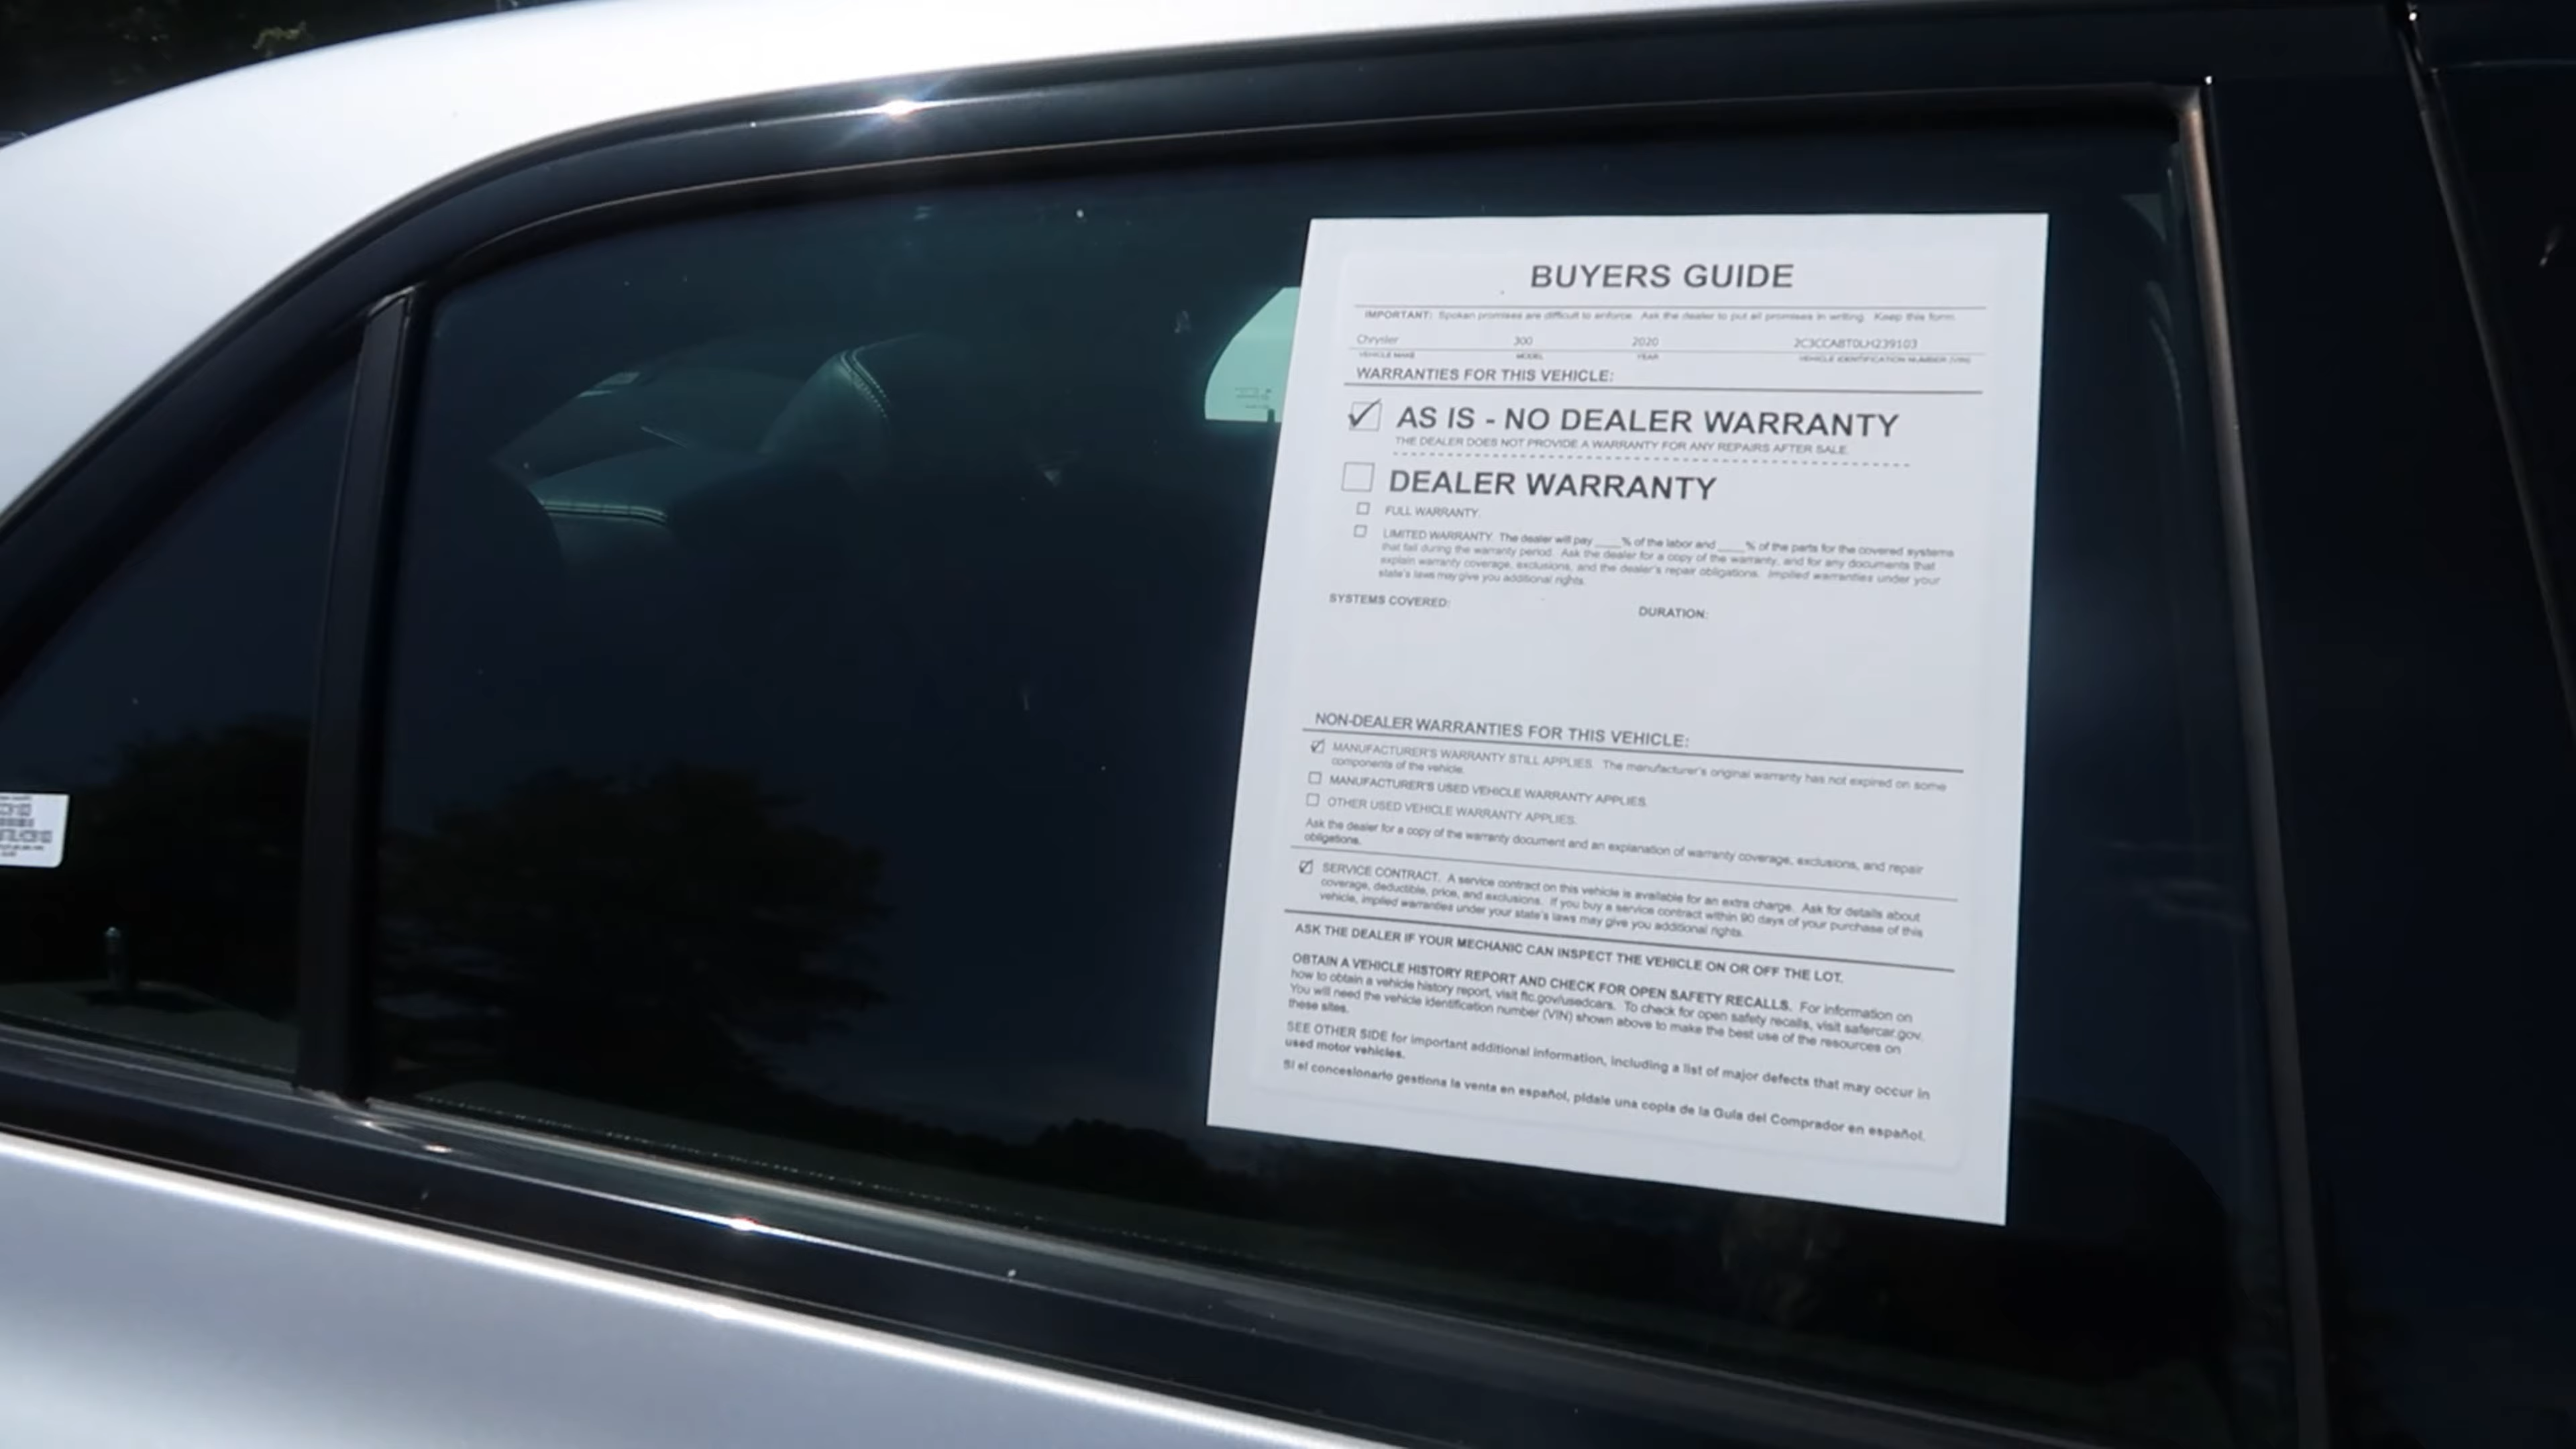 BUYERS GUIDE
IMPORTANT: Spoken promises are difficult to enforce. Ask the dealer to put all promises in writing. Keep this form.
Chrysler 300 2020 2C3CCABT0LH239103
VEHICLE MAKE MODEL YEAR VEHICLE IDENTIFICATION NUMBER (VIN)
WARRANTIES FOR THIS VEHICLE:
AS IS - NO DEALER WARRANTY
THE DEALER DOES NOT PROVIDE A WARRANTY FOR ANY REPAIRS AFTER SALE.
DEALER WARRANTY
FULL WARRANTY.
LIMITED WARRANTY. The dealer will pay ____% of the labor and ____% of the parts for the covered systems
that fail during the warranty period. Ask the dealer for a copy of the warranty, and for any documents that
explain warranty coverage, exclusions, and the dealer's repair obligations. Implied warranties under your
state's laws may give you additional rights.
SYSTEMS COVERED: DURATION:
NON-DEALER WARRANTIES FOR THIS VEHICLE:
MANUFACTURER'S WARRANTY STILL APPLIES. The manufacturer's original warranty has not expired on some
components of the vehicle.
MANUFACTURER'S USED VEHICLE WARRANTY APPLIES.
OTHER USED VEHICLE WARRANTY APPLIES.
Ask the dealer for a copy of the warranty document and an explanation of warranty coverage, exclusions, and repair
obligations.
SERVICE CONTRACT. A service contract on this vehicle is available for an extra charge. Ask for details about
coverage, deductible, price, and exclusions. If you buy a service contract within 90 days of your purchase of this
vehicle, implied warranties under your state's laws may give you additional rights.
ASK THE DEALER IF YOUR MECHANIC CAN INSPECT THE VEHICLE ON OR OFF THE LOT.
OBTAIN A VEHICLE HISTORY REPORT AND CHECK FOR OPEN SAFETY RECALLS. For information on
how to obtain a vehicle history report, visit ftc.gov/usedcars. To check for open safety recalls, visit safercar.gov.
You will need the vehicle identification number (VIN) shown above to make the best use of the resources on
these sites.
SEE OTHER SIDE for important additional information, including a list of major defects that may occur in
used motor vehicles.
Si el concesionario gestiona la venta en español, pídale una copia de la Guía del Comprador en español.